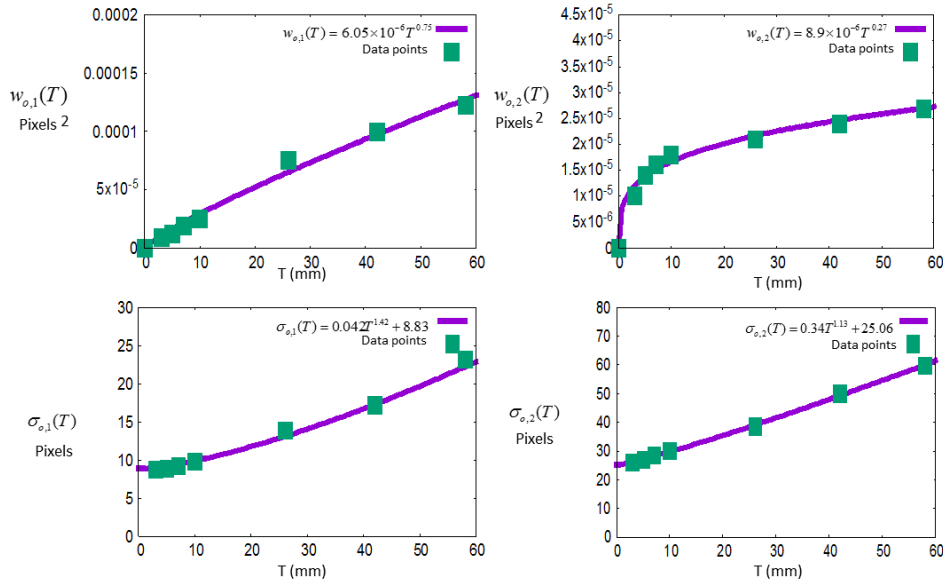 0.0002
0.00015
0.0001
5x10⁻⁵
0
w_{o,1}(T)
Pixels 2
w_{o,1}(T) = 6.05×10⁻⁶T^{0.75}
Data points
0 10 20 30 40 50 60
T (mm)
4.5x10⁻⁵
4x10⁻⁵
3.5x10⁻⁵
3x10⁻⁵
2.5x10⁻⁵
2x10⁻⁵
1.5x10⁻⁵
1x10⁻⁵
5x10⁻⁶
0
w_{o,2}(T)
Pixels 2
w_{o,2}(T) = 8.9×10⁻⁶T^{0.27}
Data points
0 10 20 30 40 50 60
T (mm)
30
25
20
15
10
5
0
σ_{o,1}(T)
Pixels
σ_{o,1}(T) = 0.042T^{1.42} + 8.83
Data points
0 10 20 30 40 50 60
T (mm)
80
70
60
50
40
30
20
10
0
σ_{o,2}(T)
Pixels
σ_{o,2}(T) = 0.34T^{1.13} + 25.06
Data points
0 10 20 30 40 50 60
T (mm)